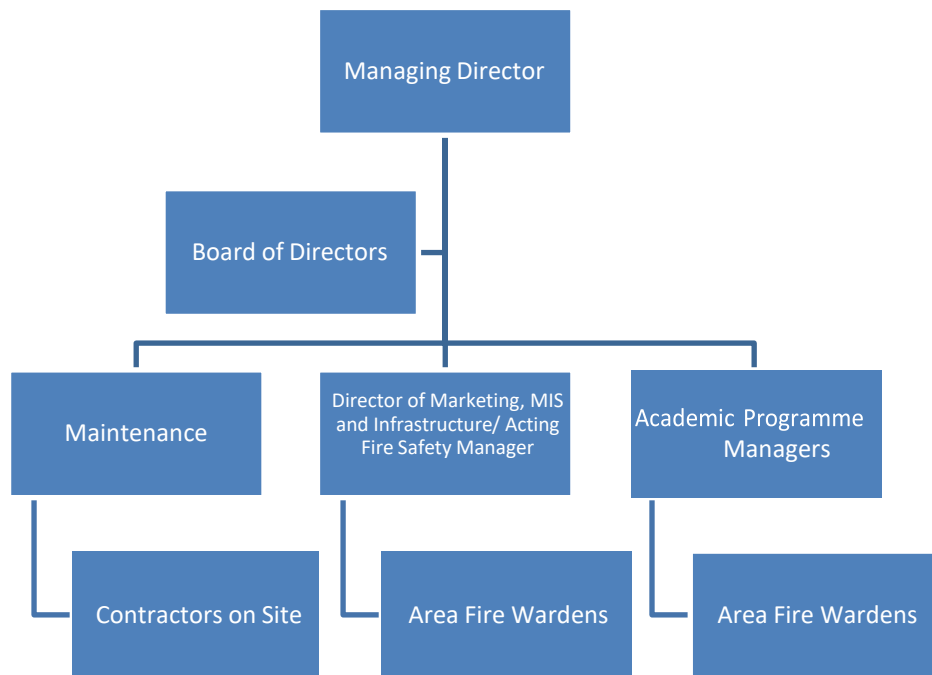 Managing Director
Board of Directors
Maintenance
Director of Marketing, MIS
and Infrastructure/ Acting
Fire Safety Manager
Academic Programme
Managers
Contractors on Site
Area Fire Wardens
Area Fire Wardens